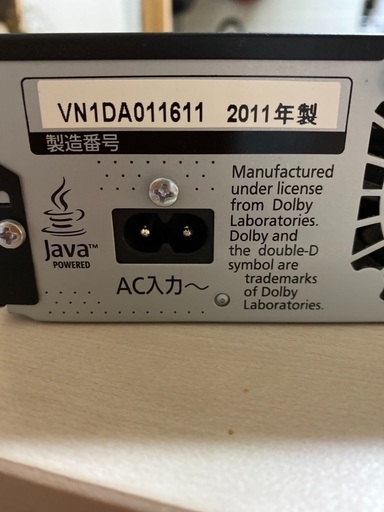 VN1DA011611 2011年製
製造番号
Java™
POWERED
AC入力～
Manufactured
under license
from Dolby
Laboratories.
Dolby and
the double-D
symbol are
trademarks
of Dolby
Laboratories.